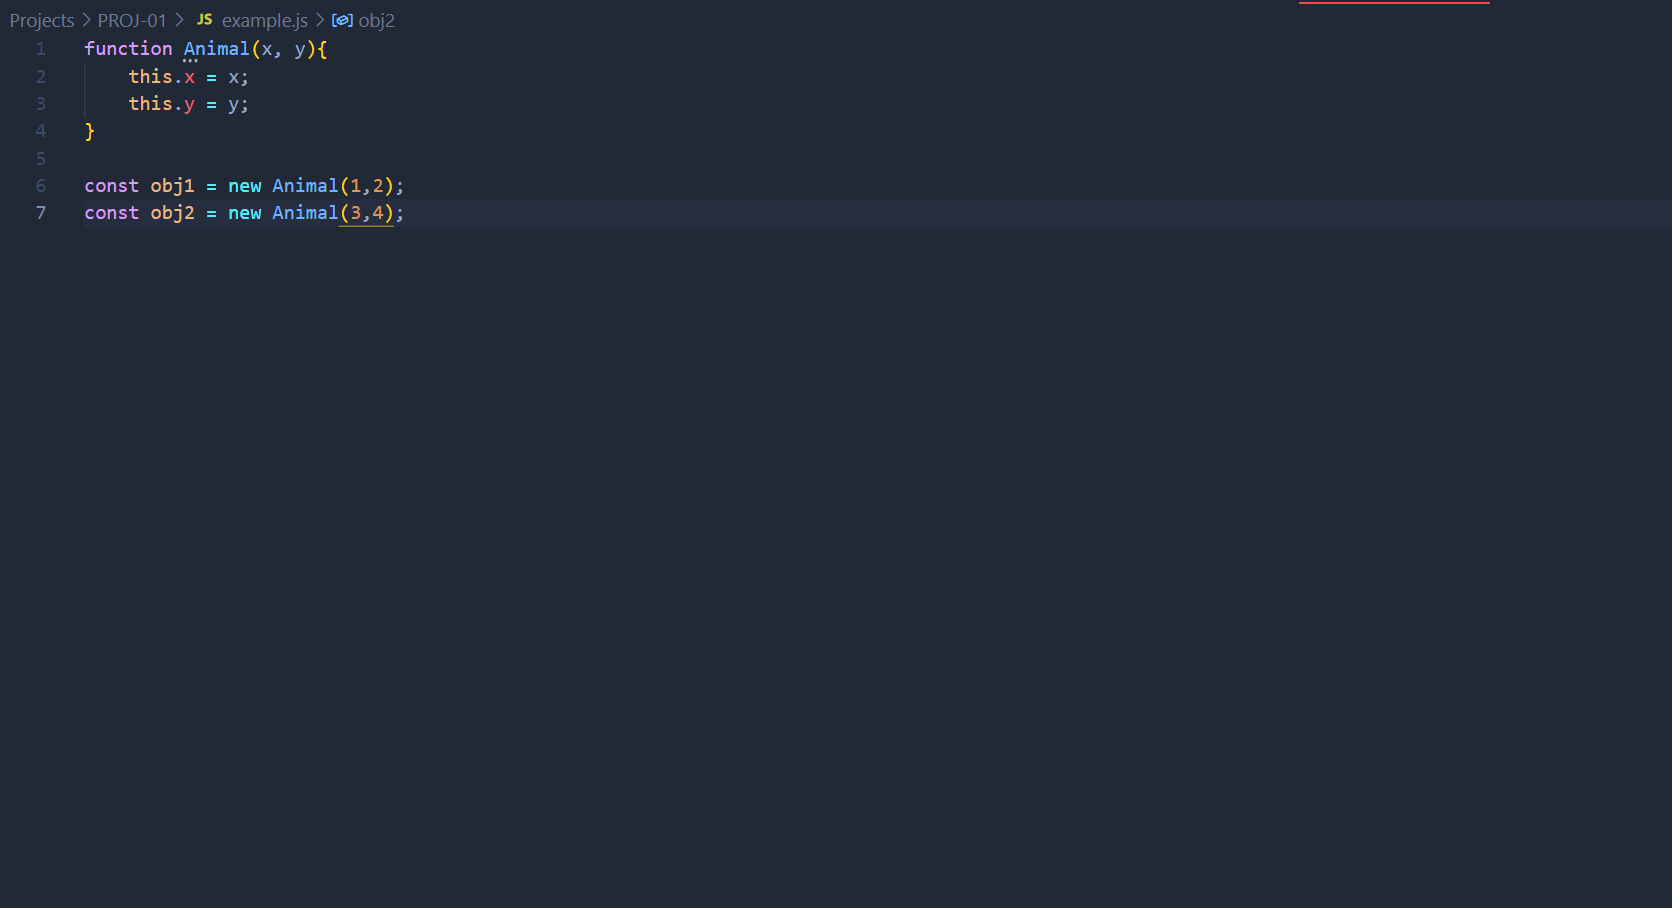 Projects > PROJ-01 > JS example.js > obj2
1 function Animal(x, y){
2     this.x = x;
3     this.y = y;
4 }
5
6 const obj1 = new Animal(1,2);
7 const obj2 = new Animal(3,4);